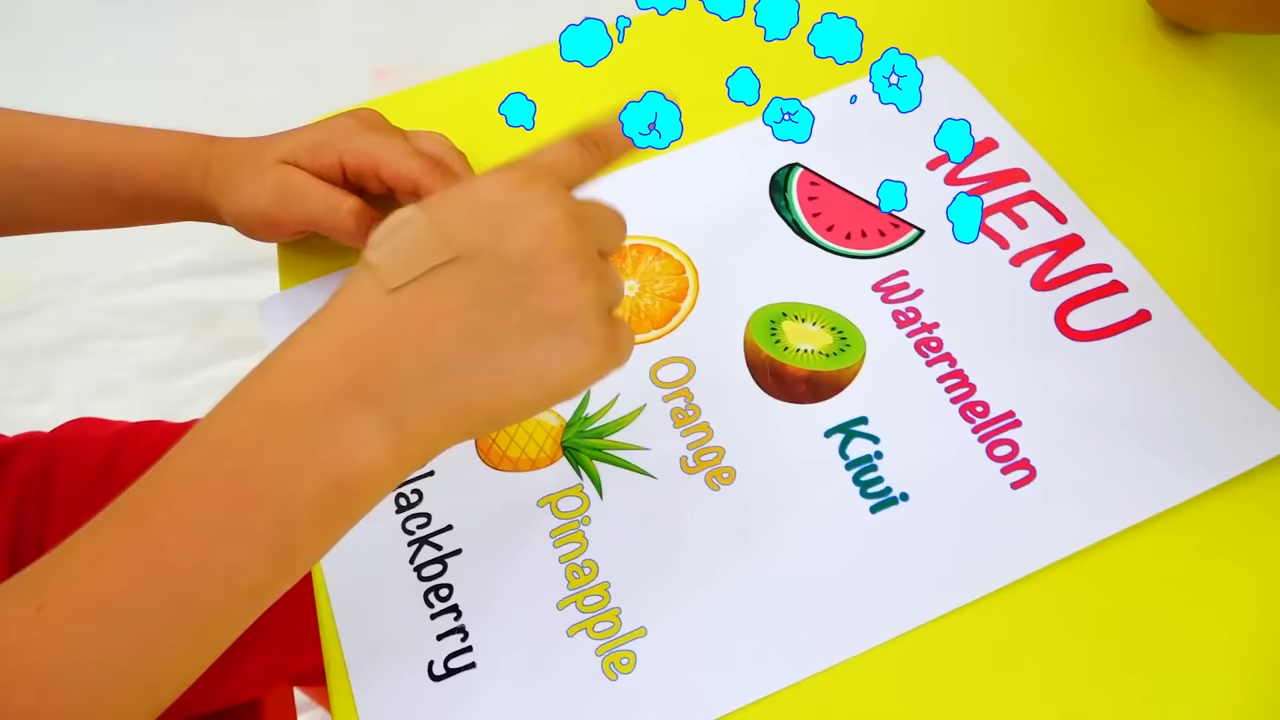 MENU
Watermellon
Kiwi
Orange
Pinapple
lackberry